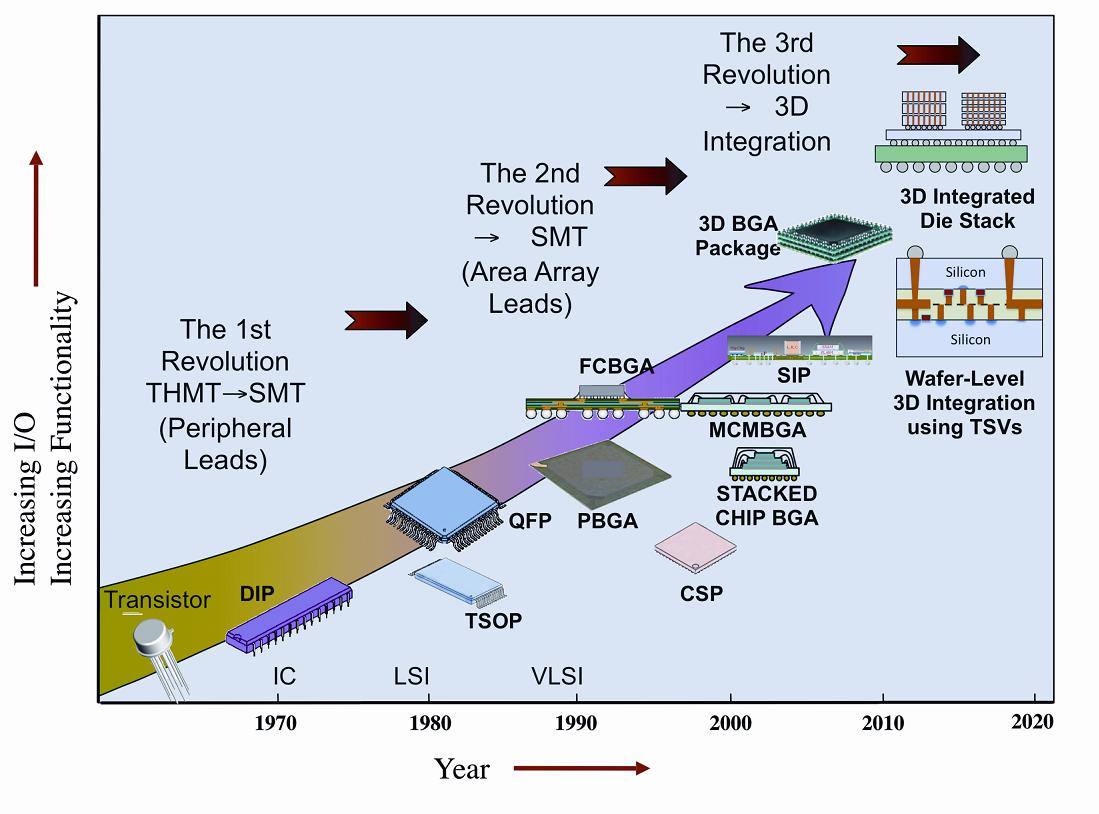 The 3rd
Revolution
→ 3D
Integration
The 2nd
Revolution
→ SMT
(Area Array
Leads)
The 1st
Revolution
THMT→SMT
(Peripheral
Leads)
3D Integrated
Die Stack
3D BGA
Package
Silicon
Silicon
Wafer-Level
3D Integration
using TSVs
FCBGA
SIP
MCMBGA
STACKED
CHIP BGA
QFP
PBGA
CSP
TSOP
Transistor
DIP
IC
LSI
VLSI
1970
1980
1990
2000
2010
2020
Year
Increasing I/O
Increasing Functionality